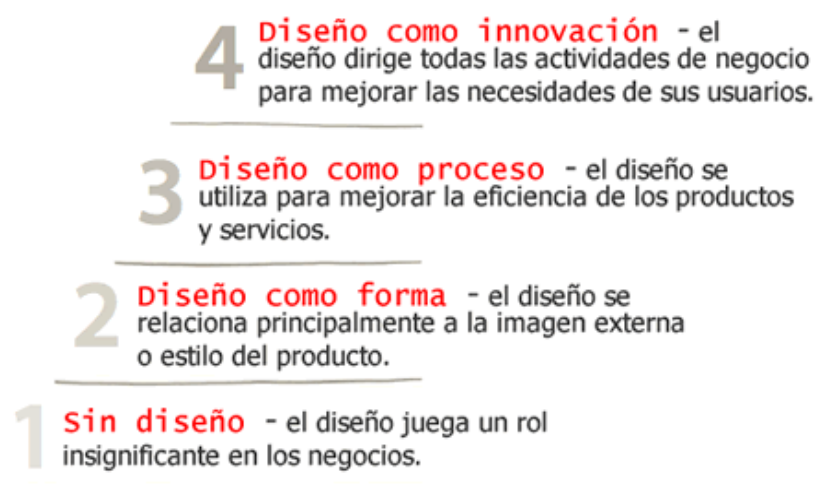 4 Diseño como innovación - el
diseño dirige todas las actividades de negocio
para mejorar las necesidades de sus usuarios.
3 Diseño como proceso - el diseño se
utiliza para mejorar la eficiencia de los productos
y servicios.
2 Diseño como forma - el diseño se
relaciona principalmente a la imagen externa
o estilo del producto.
1 Sin diseño - el diseño juega un rol
insignificante en los negocios.